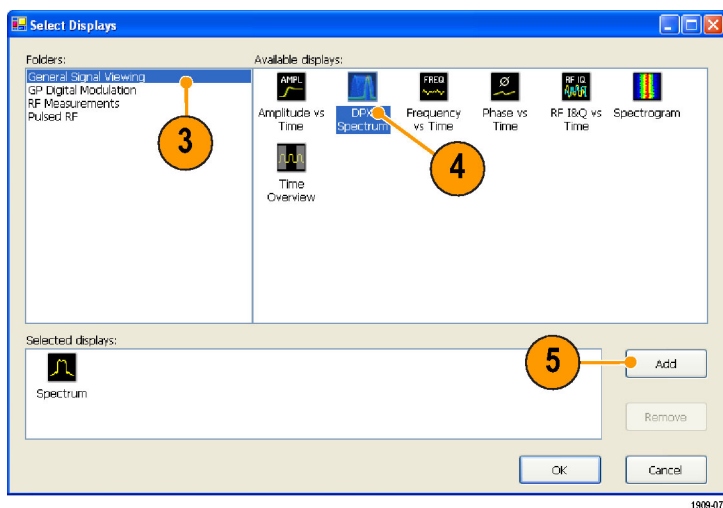 Select Displays
Folders:
General Signal Viewing
GP Digital Modulation
RF Measurements
Pulsed RF
3
Available displays:
AMPL
Amplitude vs
Time
DPX
Spectrum
FREQ
Frequency
vs Time
Ø
Phase vs
Time
RF IQ
RF I&Q vs
Time
Spectrogram
Time
Overview
4
Selected displays:
Spectrum
5
Add
Remove
OK
Cancel
1909-07